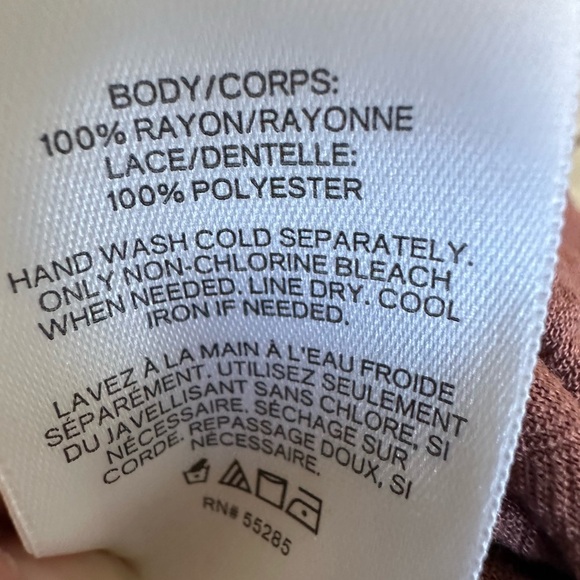 BODY/CORPS:
100% RAYON/RAYONNE
LACE/DENTELLE:
100% POLYESTER
HAND WASH COLD SEPARATELY.
ONLY NON-CHLORINE BLEACH
WHEN NEEDED. LINE DRY. COOL
IRON IF NEEDED.
LAVEZ À LA MAIN À L'EAU FROIDE
SÉPARÉMENT. UTILISEZ SEULEMENT
DU JAVELLISANT SANS CHLORE, SI
NÉCESSAIRE. SÉCHAGE SUR
CORDE. REPASSAGE DOUX, SI
NÉCESSAIRE.
RN# 55285